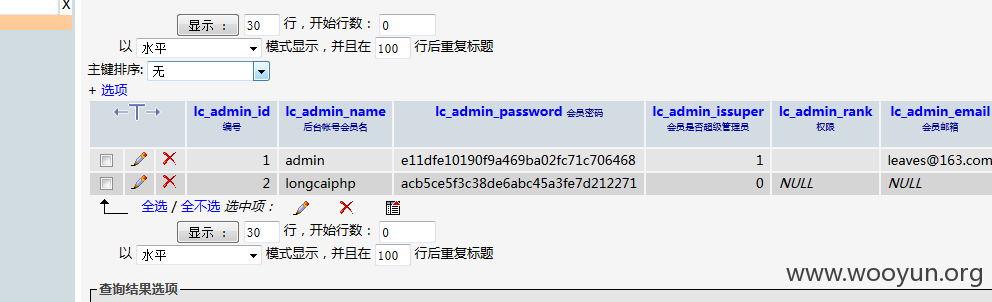 X
显示 : 30 行，开始行数： 0
以 水平 模式显示，并且在 100 行后重复标题
主键排序: 无
+ 选项
←T→ lc_admin_id lc_admin_name lc_admin_password 会员密码 lc_admin_issuper lc_admin_rank lc_admin_email
编号 后台帐号会员名 会员是否超级管理员 权限 会员邮箱
1 admin e11dfe10190f9a469ba02fc71c706468 1 leaves@163.com
2 longcaiphp acb5ce5f3c38de6abc45a3fe7d212271 0 NULL NULL
全选 / 全不选 选中项：
显示 : 30 行，开始行数： 0
以 水平 模式显示，并且在 100 行后重复标题
www.wooyun.org
查询结果选项